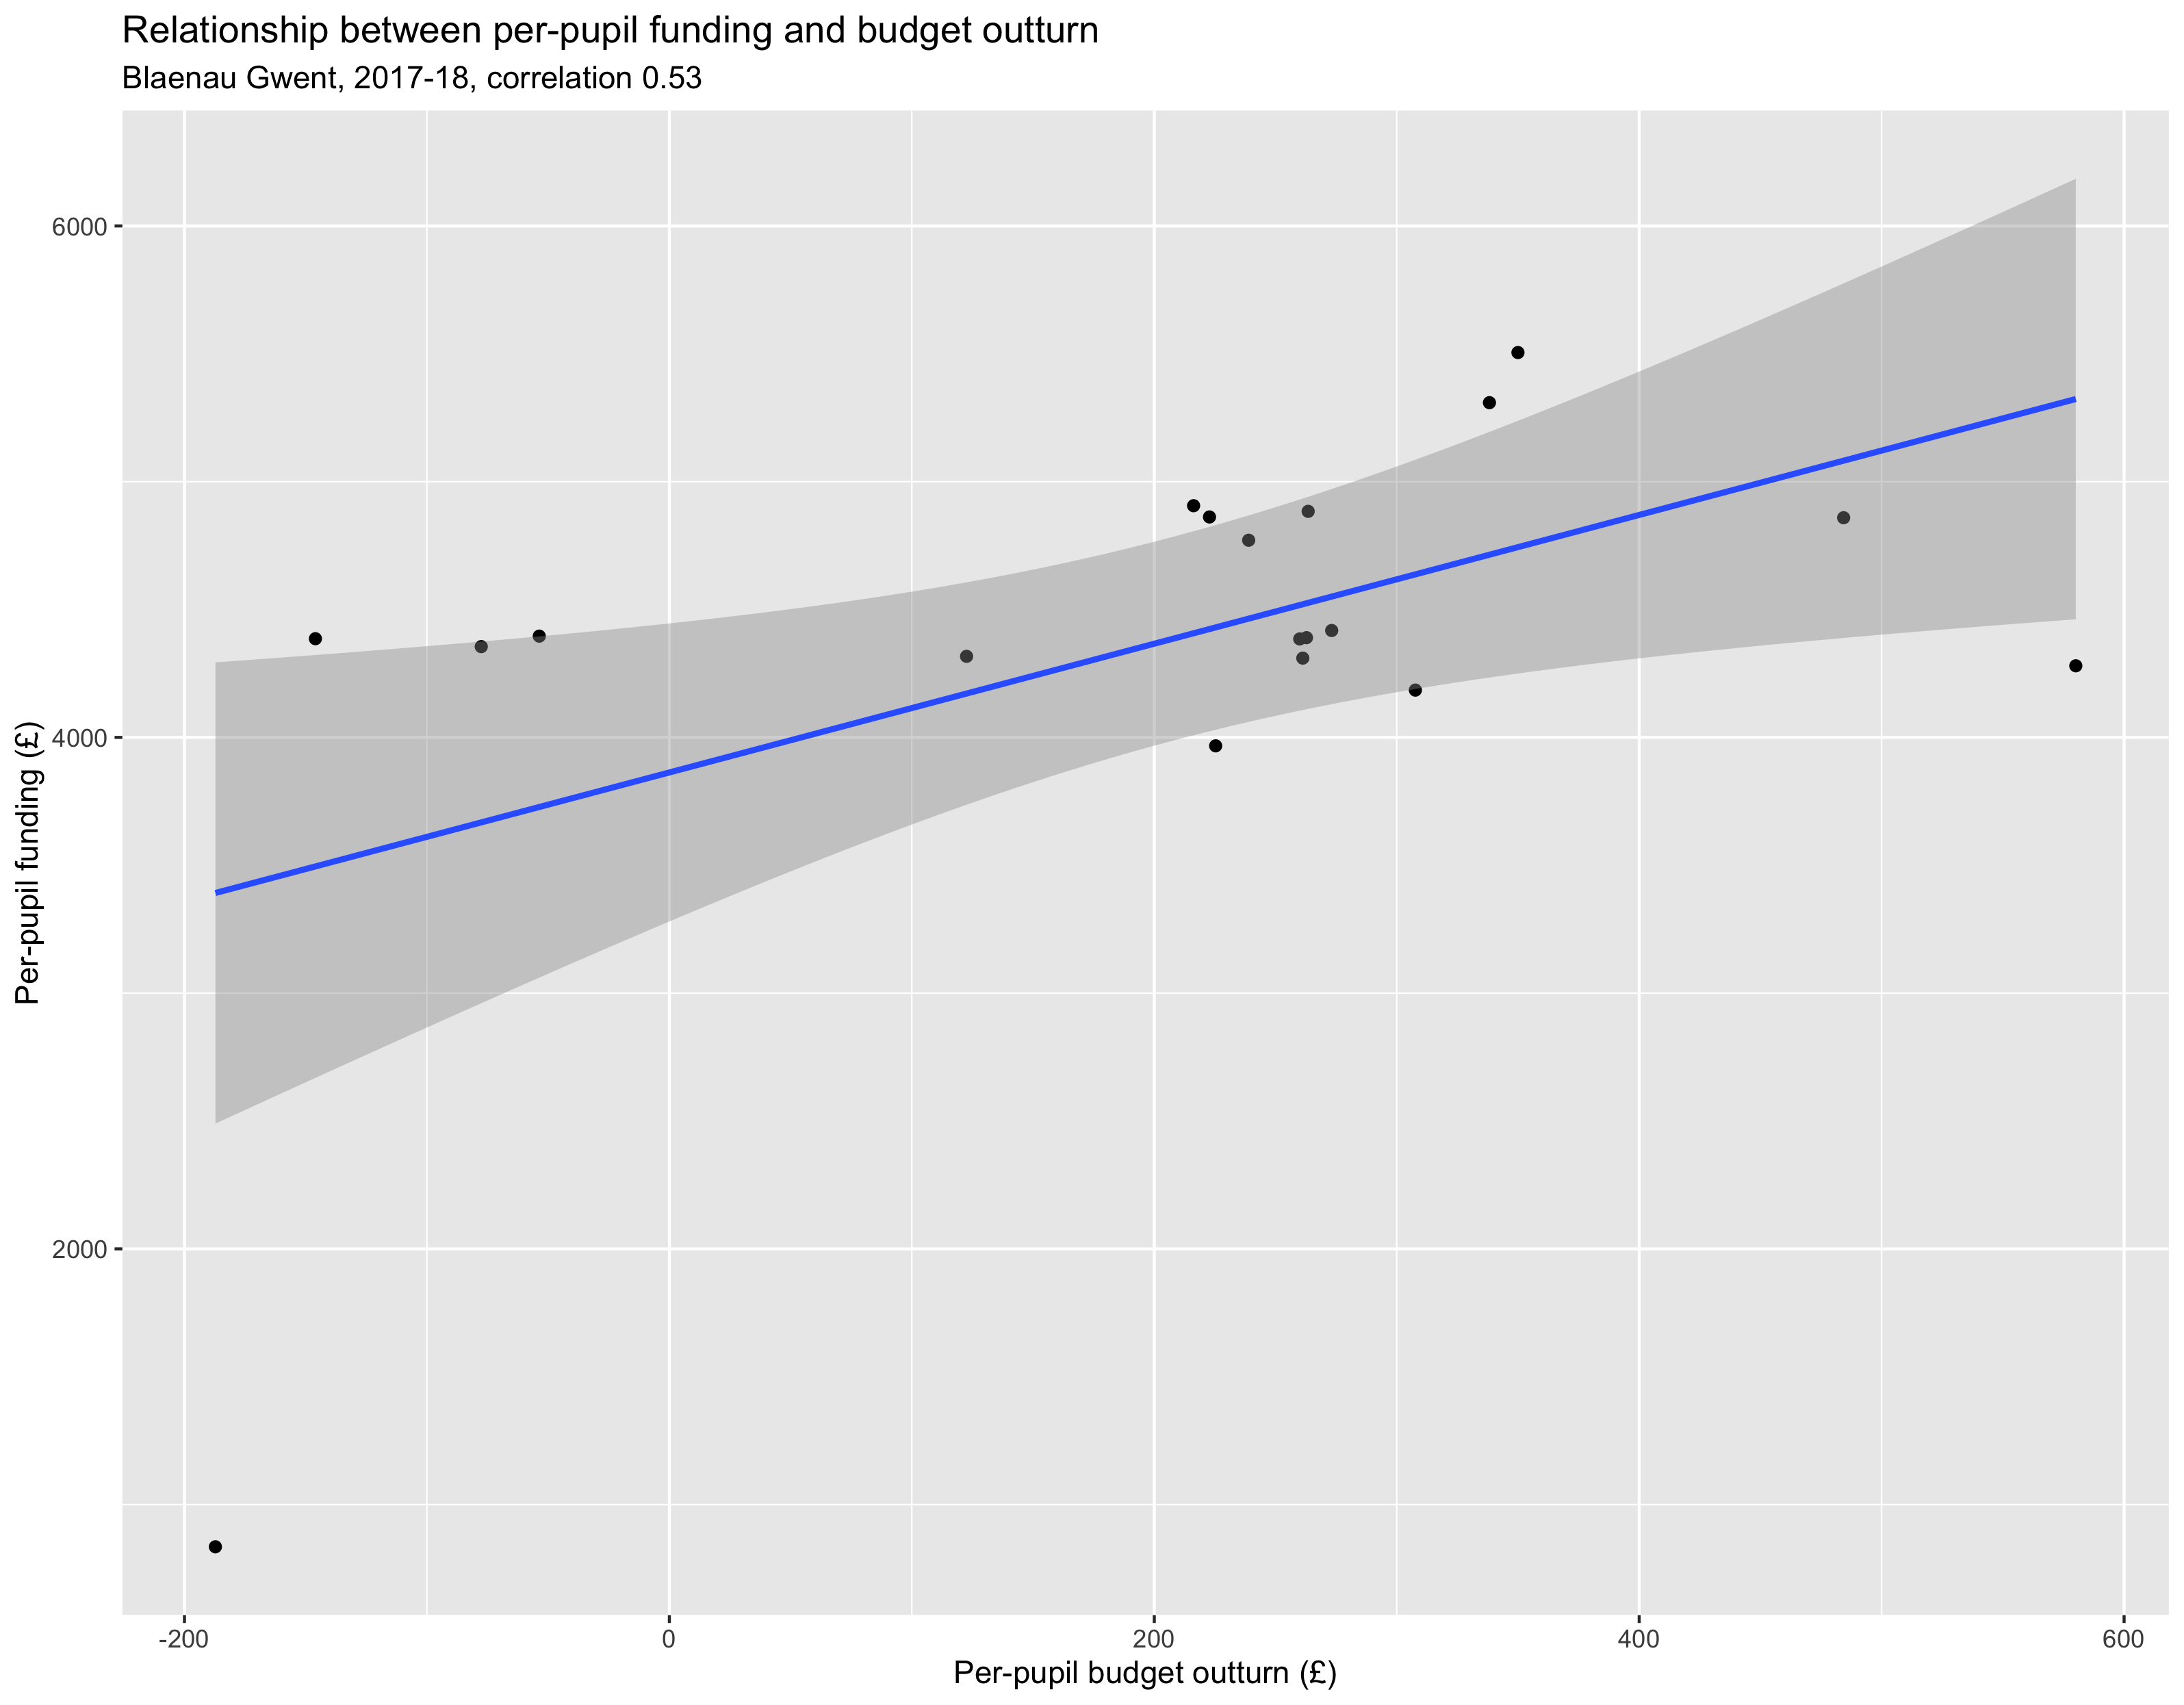 Relationship between per-pupil funding and budget outturn
Blaenau Gwent, 2017-18, correlation 0.53
6000
4000
2000
Per-pupil funding (£)
-200
0
200
400
600
Per-pupil budget outturn (£)